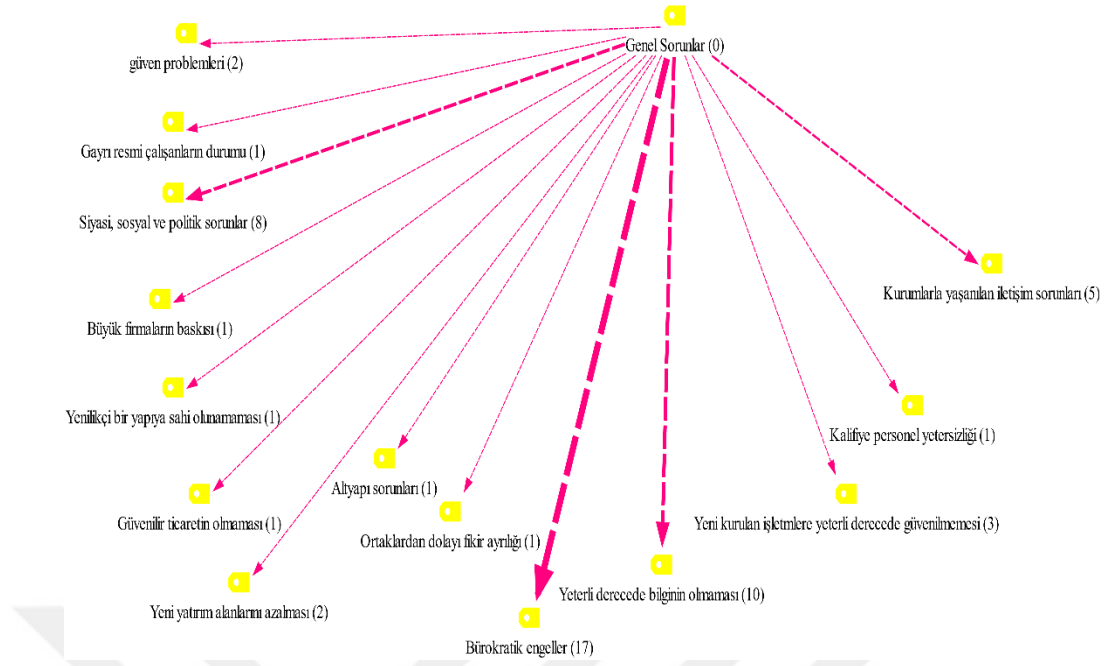 Genel Sorunlar (0)
güven problemleri (2)
Gayrı resmi çalışanların durumu (1)
Siyasi, sosyal ve politik sorunlar (8)
Kurumlarla yaşanılan iletişim sorunları (5)
Büyük firmaların baskısı (1)
Yenilikçi bir yapıya sahi olunamaması (1)
Kalifiye personel yetersizliği (1)
Altyapı sorunları (1)
Güvenilir ticaretin olmaması (1)
Yeni kurulan işletmlere yeterli derecede güvenilmemesi (3)
Ortaklardan dolayı fikir ayrılığı (1)
Yeterli derecede bilginin olmaması (10)
Yeni yatırım alanlarını azalması (2)
Bürokratik engeller (17)